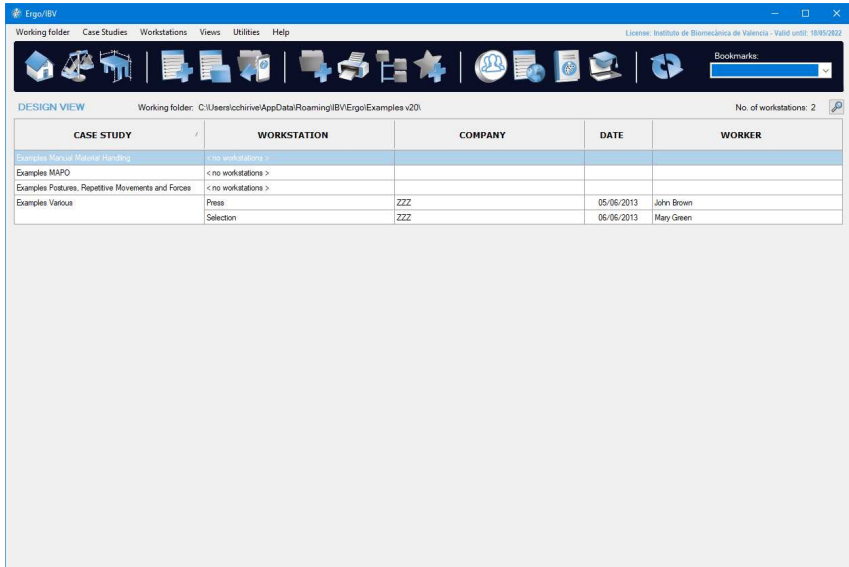 Ergo/IBV
Working folder Case Studies Workstations Views Utilities Help
License: Instituto de Biomecánica de Valencia - Valid until: 18/05/2022
Bookmarks:
DESIGN VIEW Working folder: C:\Users\cchirive\AppData\Roaming\IBV\Ergo\Examples v20\ No. of workstations: 2
CASE STUDY WORKSTATION COMPANY DATE WORKER
Examples Manual Material Handling < no workstations >
Examples MAPO < no workstations >
Examples Postures, Repetitive Movements and Forces < no workstations >
Examples Various Press ZZZ 05/06/2013 John Brown
Selection ZZZ 06/06/2013 Mary Green